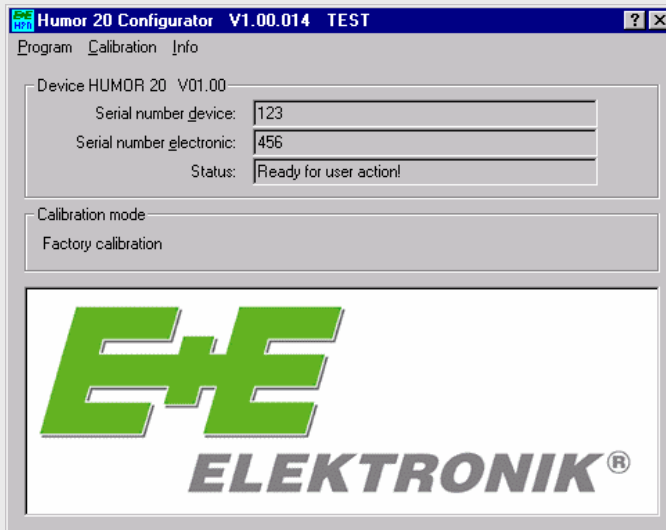 Humor 20 Configurator V1.00.014 TEST
Program Calibration Info
Device HUMOR 20 V01.00
Serial number device: 123
Serial number electronic: 456
Status: Ready for user action!
Calibration mode
Factory calibration
E+E
ELEKTRONIK®